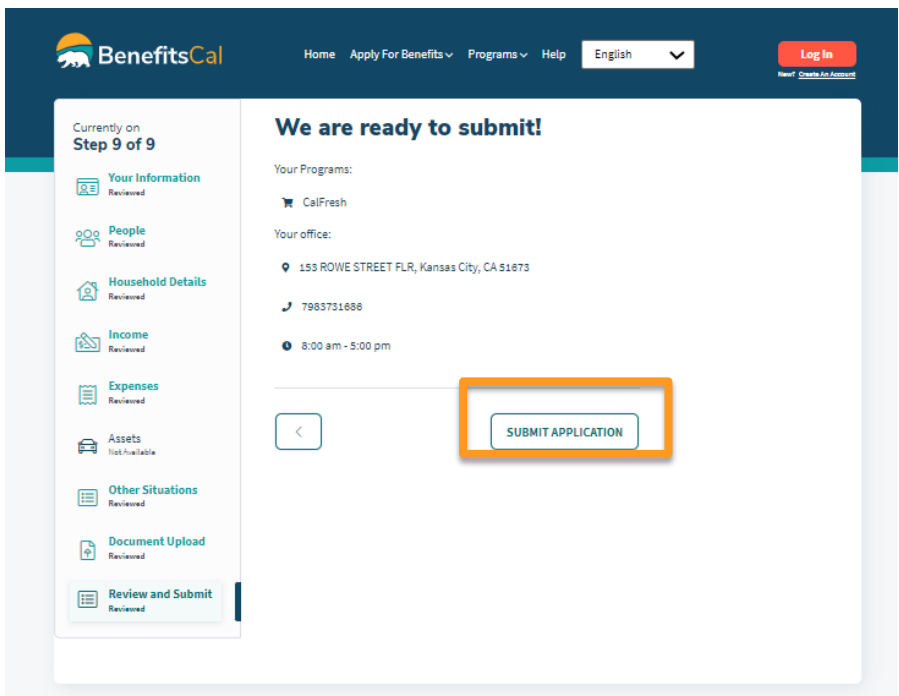 BenefitsCal
Home Apply For Benefits Programs Help English Log In
New? Create An Account
Currently on
Step 9 of 9
Your Information
Reviewed
People
Reviewed
Household Details
Reviewed
Income
Reviewed
Expenses
Reviewed
Assets
Not Available
Other Situations
Reviewed
Document Upload
Reviewed
Review and Submit
Reviewed
We are ready to submit!
Your Programs:
CalFresh
Your office:
153 ROWE STREET FLR, Kansas City, CA 51673
7983731686
8:00 am - 5:00 pm
SUBMIT APPLICATION